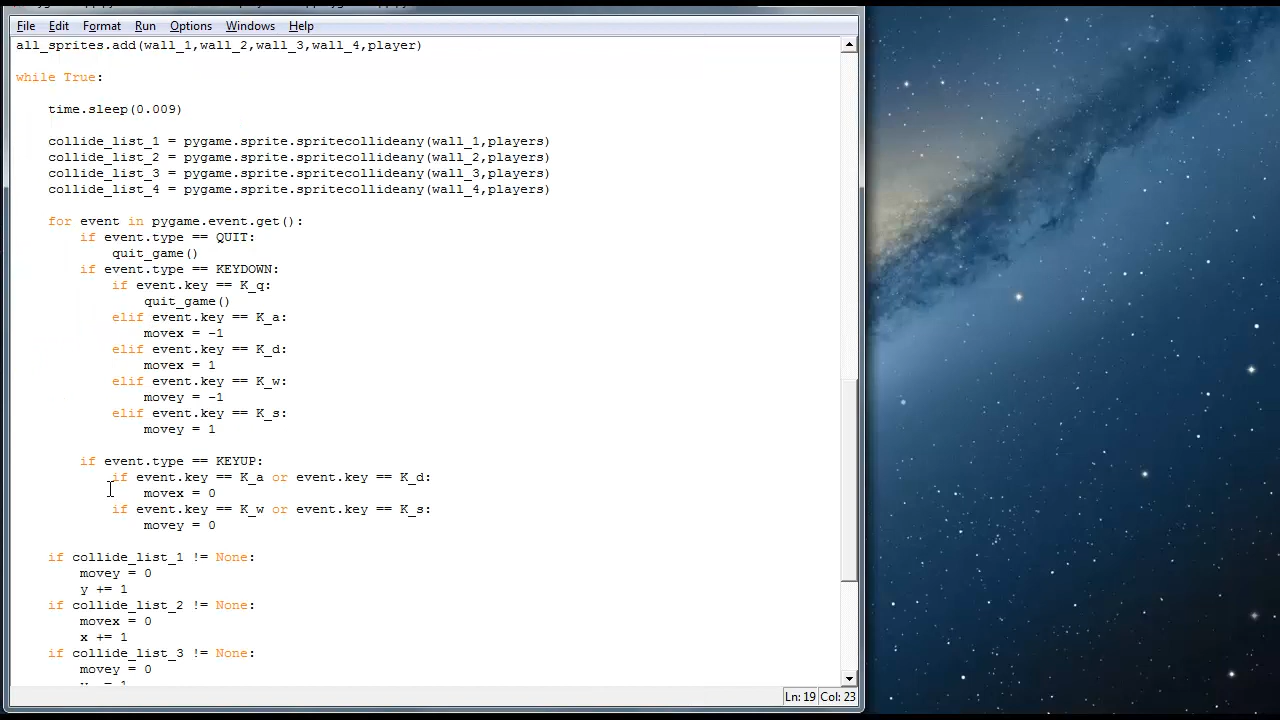 File Edit Format Run Options Windows Help
all_sprites.add(wall_1,wall_2,wall_3,wall_4,player)
while True:
time.sleep(0.009)
collide_list_1 = pygame.sprite.spritecollideany(wall_1,players)
collide_list_2 = pygame.sprite.spritecollideany(wall_2,players)
collide_list_3 = pygame.sprite.spritecollideany(wall_3,players)
collide_list_4 = pygame.sprite.spritecollideany(wall_4,players)
for event in pygame.event.get():
if event.type == QUIT:
quit_game()
if event.type == KEYDOWN:
if event.key == K_q:
quit_game()
elif event.key == K_a:
movex = -1
elif event.key == K_d:
movex = 1
elif event.key == K_w:
movey = -1
elif event.key == K_s:
movey = 1
if event.type == KEYUP:
if event.key == K_a or event.key == K_d:
movex = 0
if event.key == K_w or event.key == K_s:
movey = 0
if collide_list_1 != None:
movey = 0
y += 1
if collide_list_2 != None:
movex = 0
x += 1
if collide_list_3 != None:
movey = 0
Ln: 19 Col: 23